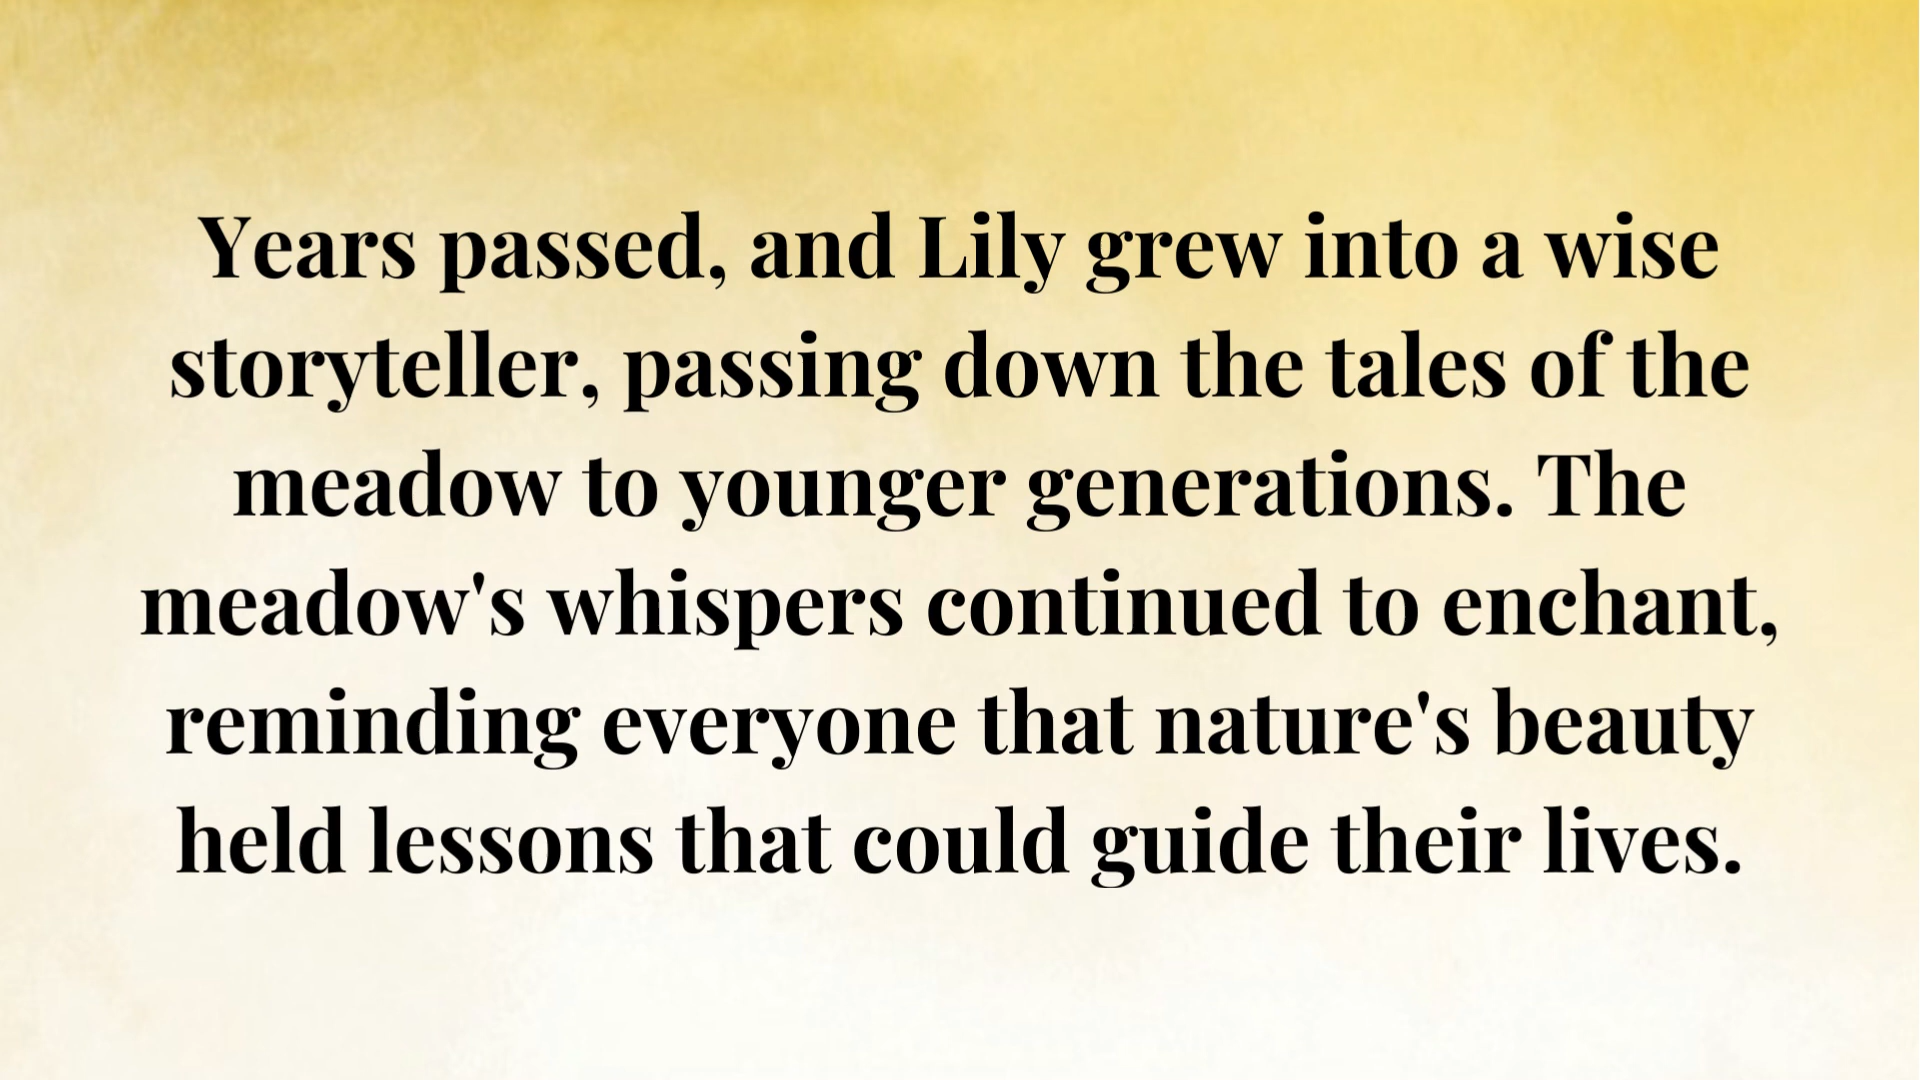 Years passed, and Lily grew into a wise
storyteller, passing down the tales of the
meadow to younger generations. The
meadow's whispers continued to enchant,
reminding everyone that nature's beauty
held lessons that could guide their lives.